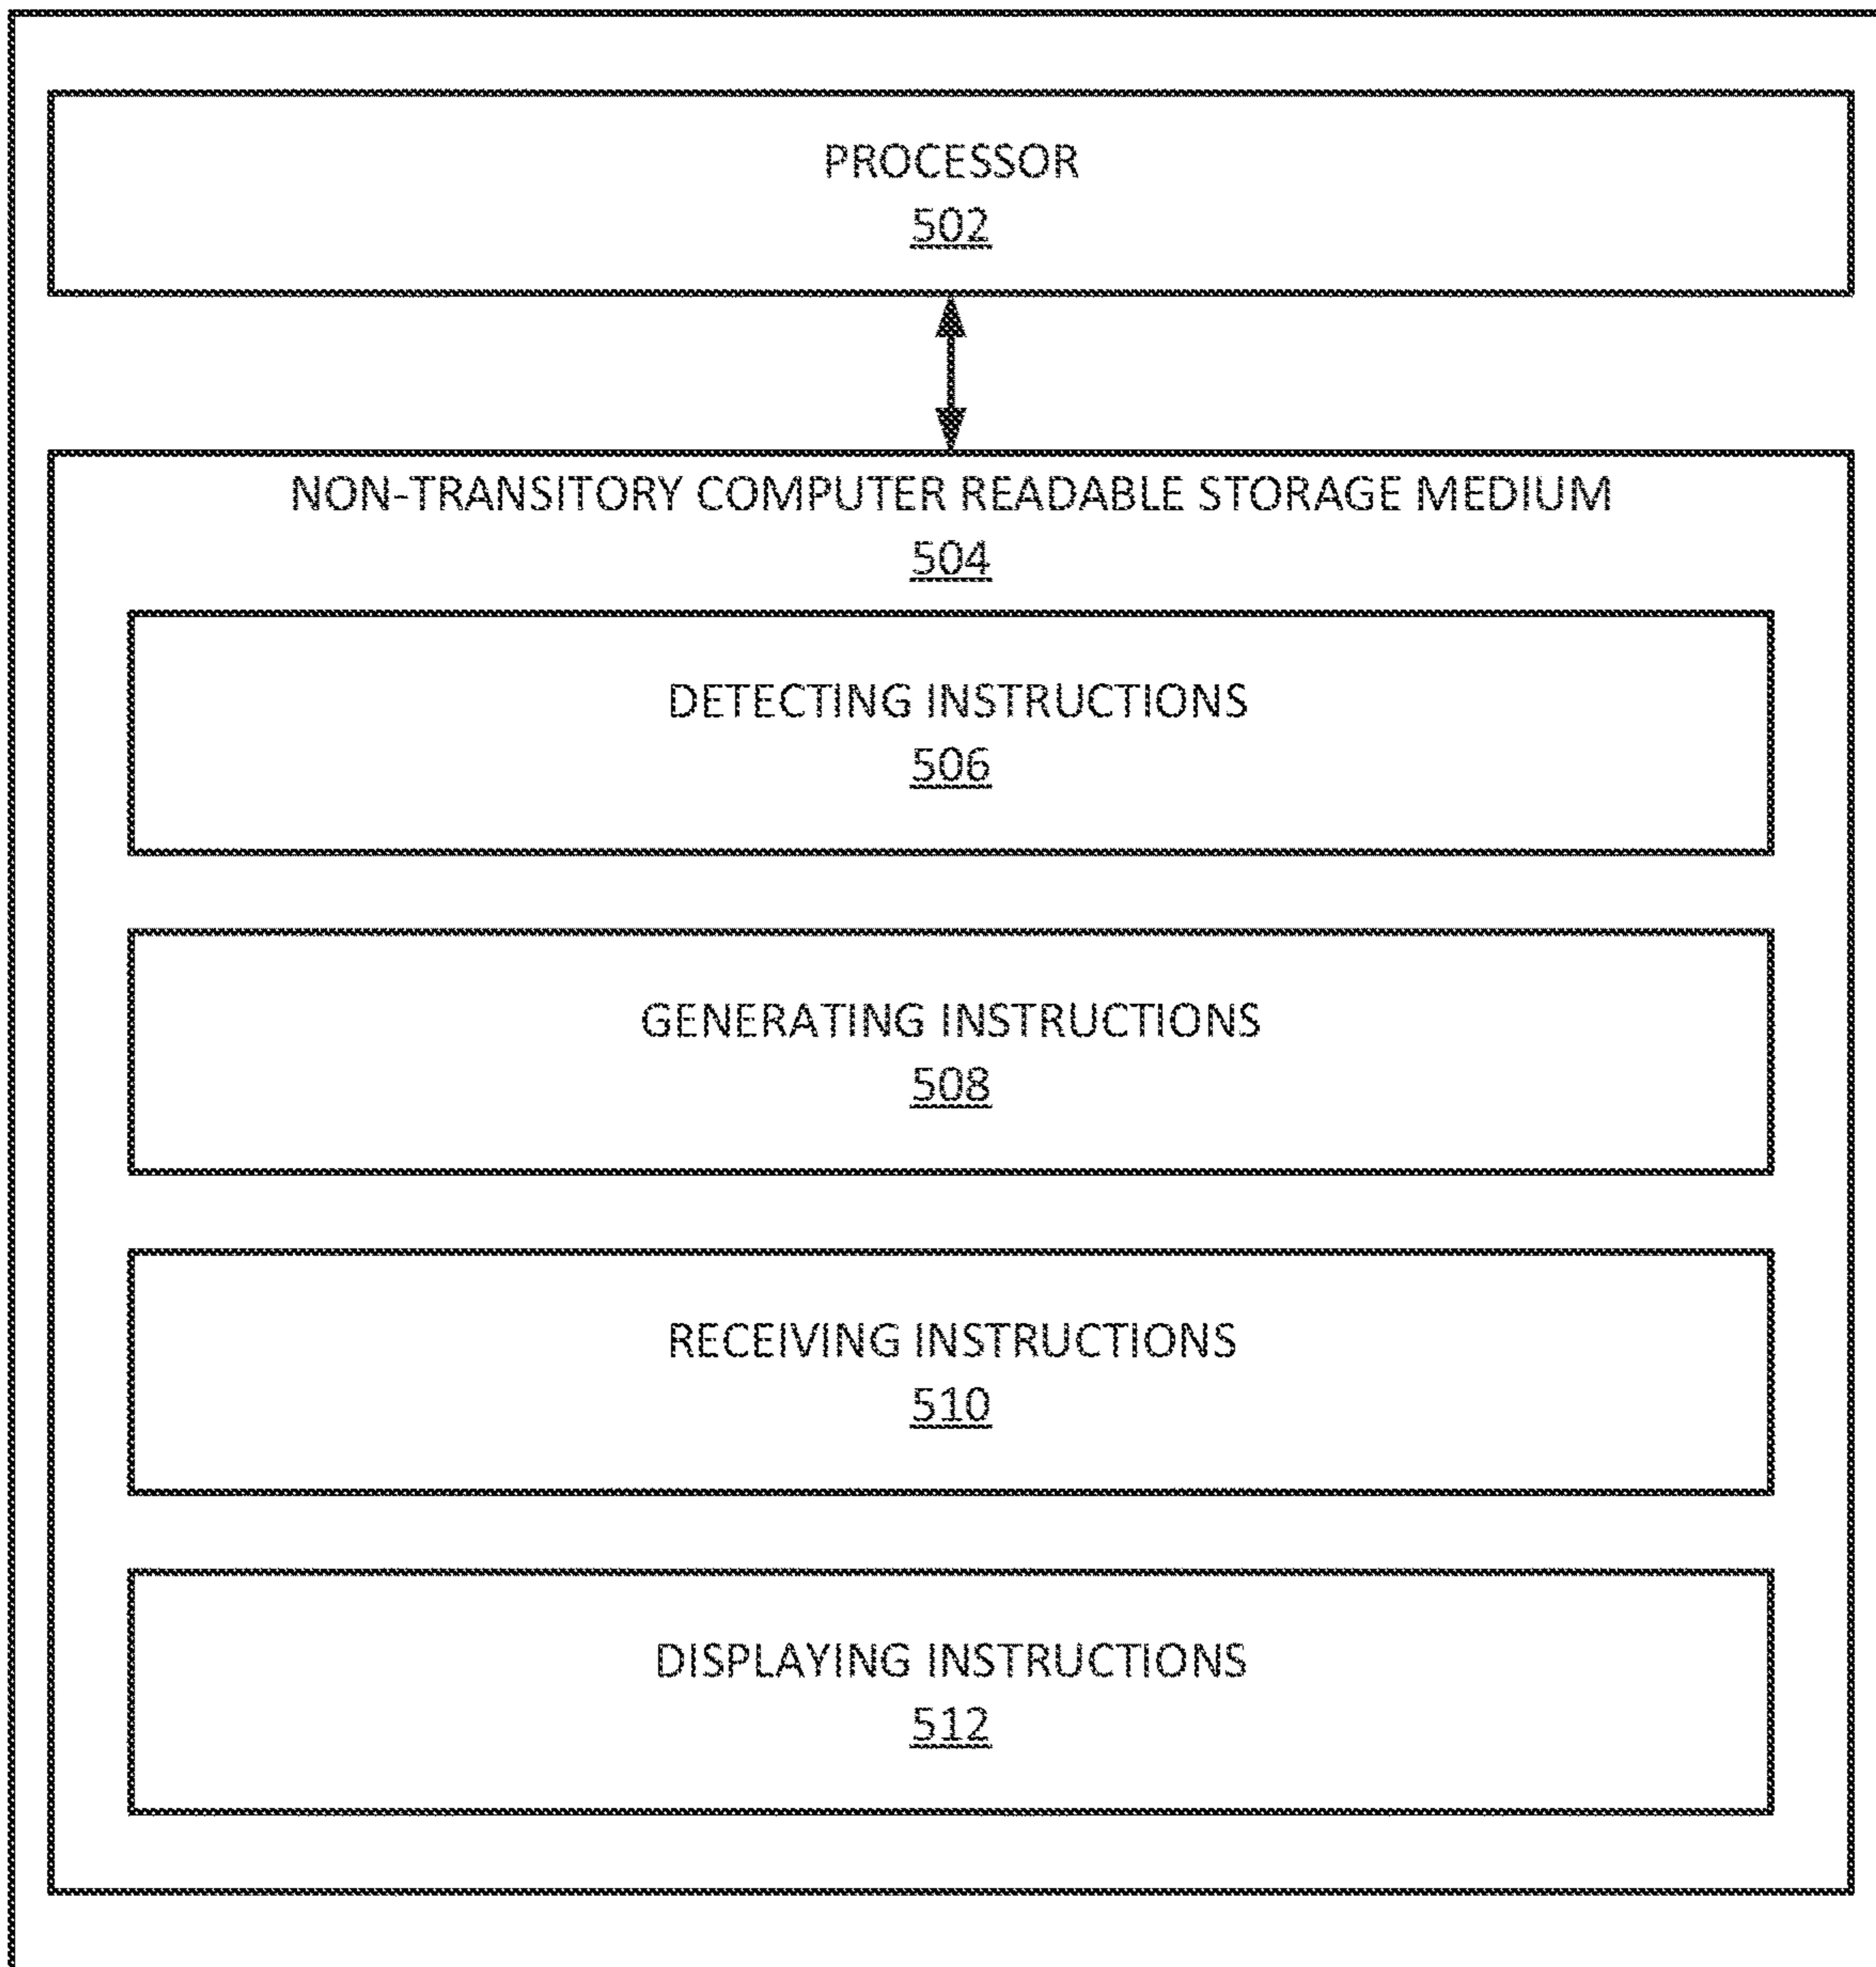 PROCESSOR
502
NON-TRANSITORY COMPUTER READABLE STORAGE MEDIUM
504
DETECTING INSTRUCTIONS
506
GENERATING INSTRUCTIONS
508
RECEIVING INSTRUCTIONS
510
DISPLAYING INSTRUCTIONS
512